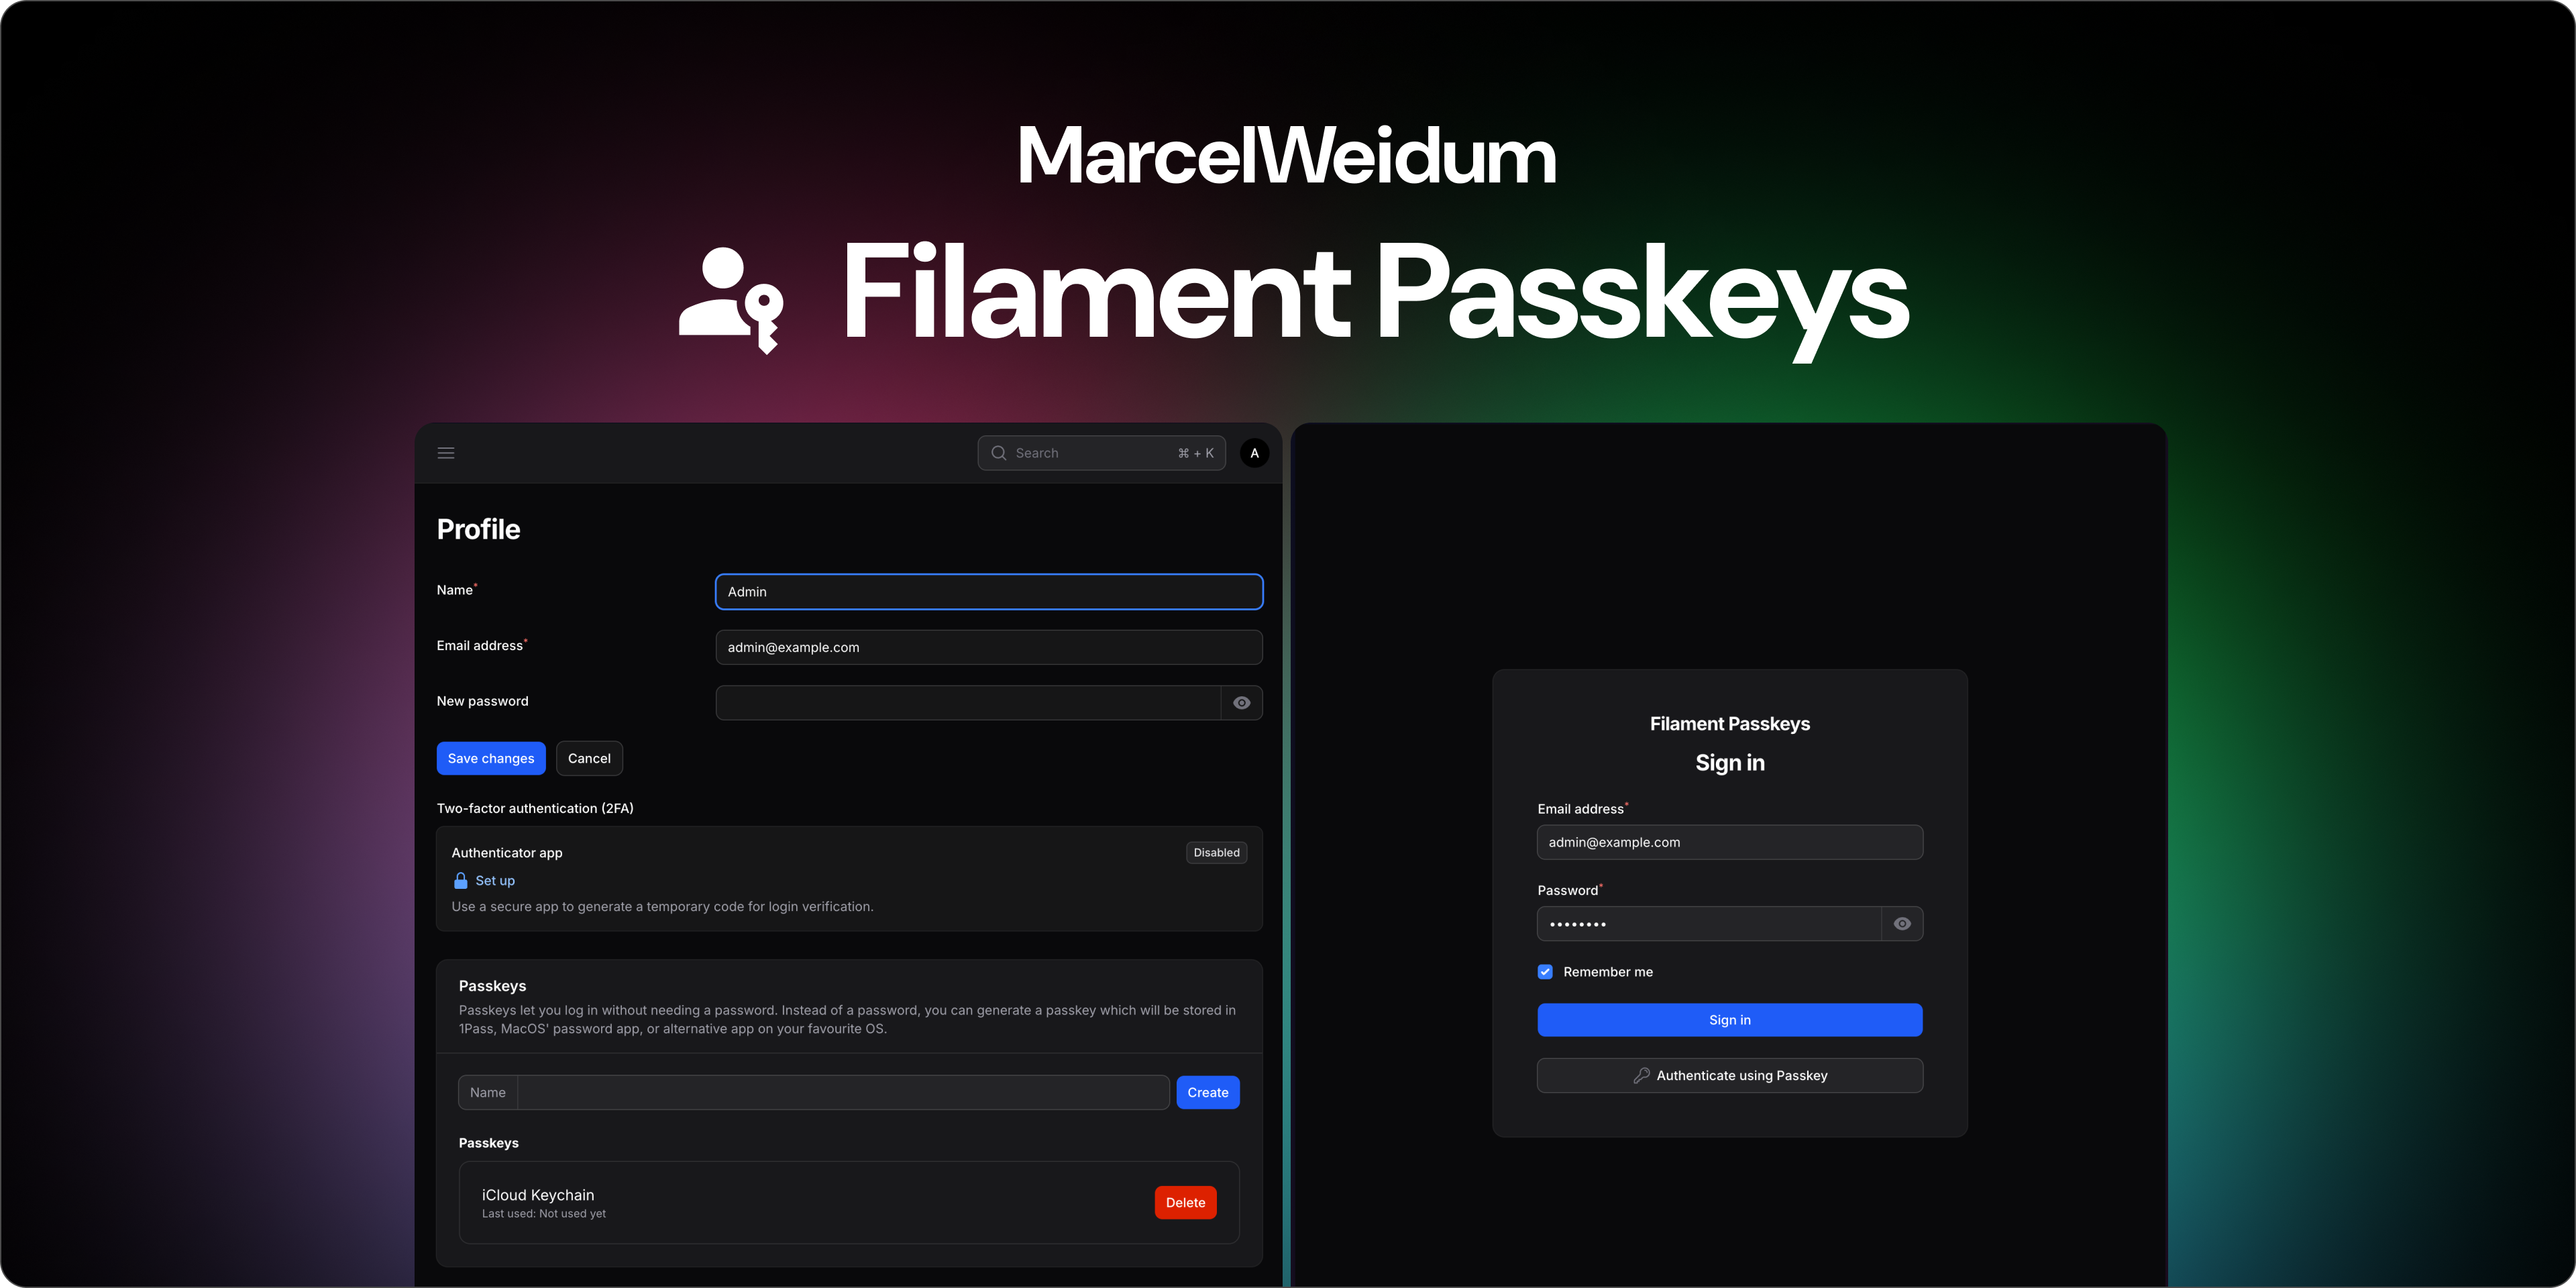 MarcelWeidum
Filament Passkeys
Search ⌘ + K A
Profile
Name*
Admin
Email address*
admin@example.com
New password
Save changes Cancel
Two-factor authentication (2FA)
Authenticator app Disabled
Set up
Use a secure app to generate a temporary code for login verification.
Passkeys
Passkeys let you log in without needing a password. Instead of a password, you can generate a passkey which will be stored in
1Pass, MacOS' password app, or alternative app on your favourite OS.
Name Create
Passkeys
iCloud Keychain
Last used: Not used yet
Delete
Filament Passkeys
Sign in
Email address*
admin@example.com
Password*
••••••••
Remember me
Sign in
Authenticate using Passkey